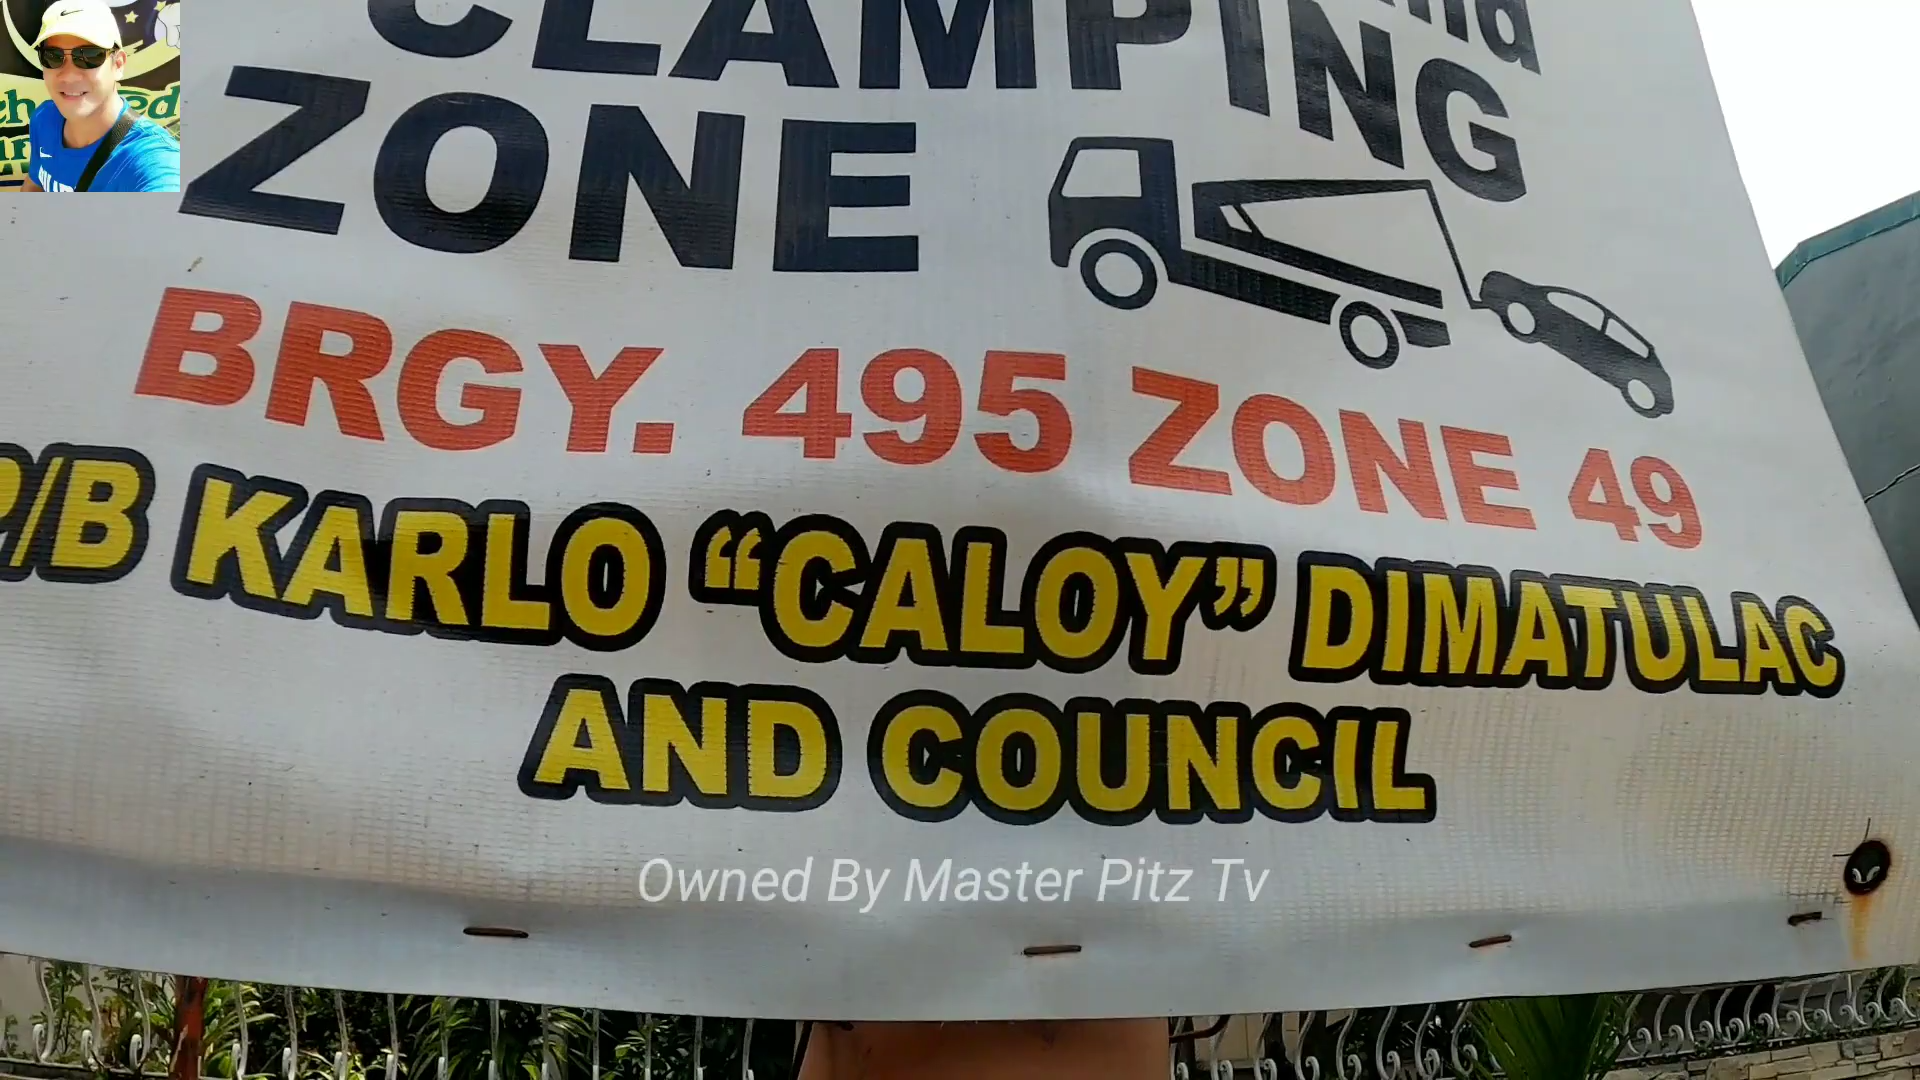 CLAMPING
ZONE
BRGY. 495 ZONE 49
P/B KARLO “CALOY” DIMATULAC
AND COUNCIL
Owned By Master Pitz Tv